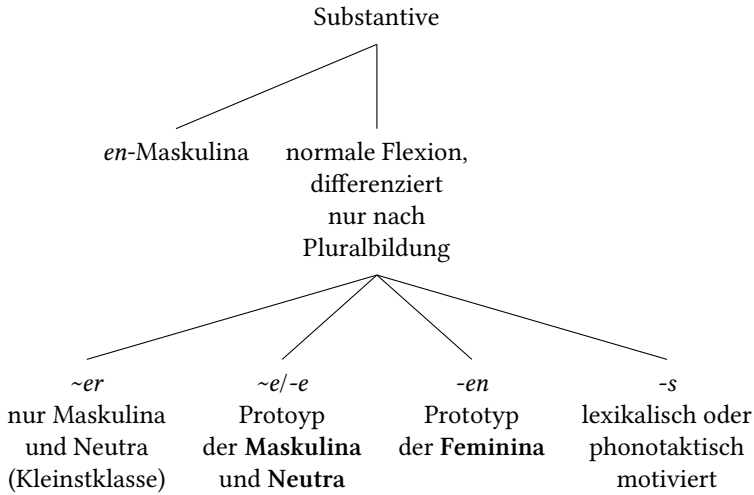 Substantive
en-Maskulina
normale Flexion,
differenziert
nur nach
Pluralbildung
~er
nur Maskulina
und Neutra
(Kleinstklasse)
~e/-e
Protoyp
der Maskulina
und Neutra
-en
Prototyp
der Feminina
-s
lexikalisch oder
phonotaktisch
motiviert